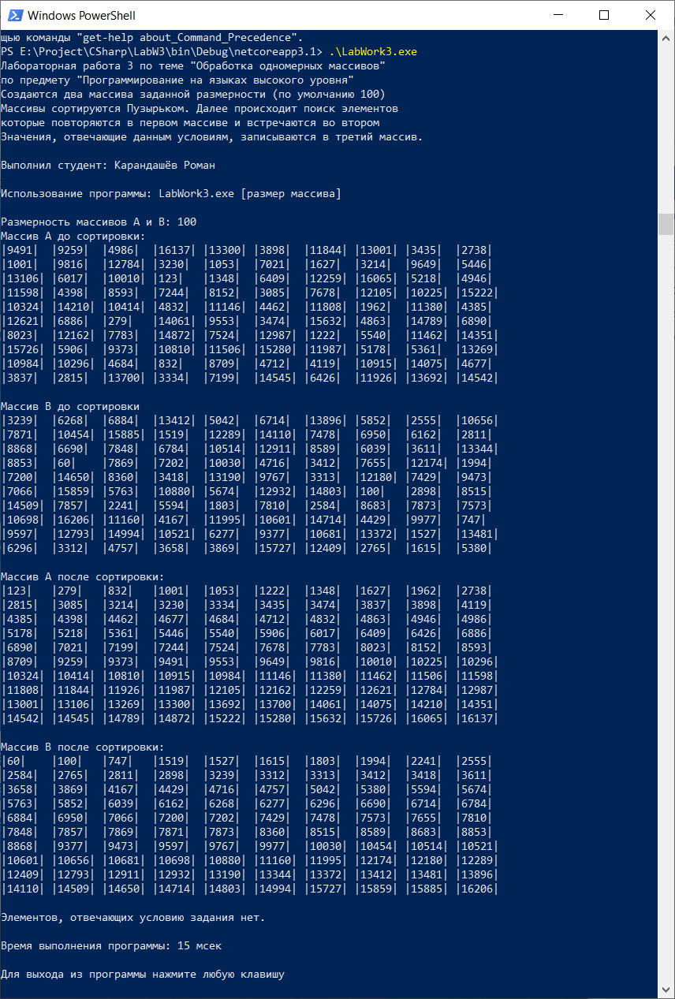 Windows PowerShell
щью команды "get-help about_Command_Precedence".
PS E:\Project\CSharp\LabW3\bin\Debug\netcoreapp3.1> .\LabWork3.exe
Лабораторная работа 3 по теме "Обработка одномерных массивов"
по предмету "Программирование на языках высокого уровня"
Создаются два массива заданной размерности (по умолчанию 100)
Массивы сортируются Пузырьком. Далее происходит поиск элементов
которые повторяются в первом массиве и встречаются во втором
Значения, отвечающие данным условиям, записываются в третий массив.
Выполнил студент: Карандашёв Роман
Использование программы: LabWork3.exe [размер массива]
Размерность массивов A и B: 100
Массив A до сортировки:
|9491|  |9259|  |4986|  |16137| |13300| |3898|  |11844| |13001| |3435|  |2738|
|1001|  |9816|  |12784| |3230|  |1053|  |7021|  |1627|  |3214|  |9649|  |5446|
|13106| |6017|  |10010| |123|   |1348|  |6409|  |12259| |16065| |5218|  |4946|
|11598| |4398|  |8593|  |7244|  |8152|  |3085|  |7678|  |12105| |10225| |15222|
|10324| |14210| |10414| |4832|  |11146| |4462|  |11808| |1962|  |11380| |4385|
|12621| |6886|  |279|   |14061| |9553|  |3474|  |15632| |4863|  |14789| |6890|
|8023|  |12162| |7783|  |14872| |7524|  |12987| |1222|  |5540|  |11462| |14351|
|15726| |5906|  |9373|  |10810| |11506| |15280| |11987| |5178|  |5361|  |13269|
|10984| |10296| |4684|  |832|   |8709|  |4712|  |4119|  |10915| |14075| |4677|
|3837|  |2815|  |13700| |3334|  |7199|  |14545| |6426|  |11926| |13692| |14542|
Массив B до сортировки
|3239|  |6268|  |6884|  |13412| |5042|  |6714|  |13896| |5852|  |2555|  |10656|
|7871|  |10454| |15885| |1519|  |12289| |14110| |7478|  |6950|  |6162|  |2811|
|8868|  |6690|  |7848|  |6784|  |10514| |12911| |8589|  |6039|  |3611|  |13344|
|8853|  |60|    |7869|  |7202|  |10030| |4716|  |3412|  |7655|  |12174| |1994|
|7200|  |14650| |8360|  |3418|  |13190| |9767|  |3313|  |12180| |7429|  |9473|
|7066|  |15859| |5763|  |10880| |5674|  |12932| |14803| |100|   |2898|  |8515|
|14509| |7857|  |2241|  |5594|  |1803|  |7810|  |2584|  |8683|  |7873|  |7573|
|10698| |16206| |11160| |4167|  |11995| |10601| |14714| |4429|  |9977|  |747|
|9597|  |12793| |14994| |10521| |6277|  |9377|  |10681| |13372| |1527|  |13481|
|6296|  |3312|  |4757|  |3658|  |3869|  |15727| |12409| |2765|  |1615|  |5380|
Массив A после сортировки:
|123|   |279|   |832|   |1001|  |1053|  |1222|  |1348|  |1627|  |1962|  |2738|
|2815|  |3085|  |3214|  |3230|  |3334|  |3435|  |3474|  |3837|  |3898|  |4119|
|4385|  |4398|  |4462|  |4677|  |4684|  |4712|  |4832|  |4863|  |4946|  |4986|
|5178|  |5218|  |5361|  |5446|  |5540|  |5906|  |6017|  |6409|  |6426|  |6886|
|6890|  |7021|  |7199|  |7244|  |7524|  |7678|  |7783|  |8023|  |8152|  |8593|
|8709|  |9259|  |9373|  |9491|  |9553|  |9649|  |9816|  |10010| |10225| |10296|
|10324| |10414| |10810| |10915| |10984| |11146| |11380| |11462| |11506| |11598|
|11808| |11844| |11926| |11987| |12105| |12162| |12259| |12621| |12784| |12987|
|13001| |13106| |13269| |13300| |13692| |13700| |14061| |14075| |14210| |14351|
|14542| |14545| |14789| |14872| |15222| |15280| |15632| |15726| |16065| |16137|
Массив B после сортировки:
|60|    |100|   |747|   |1519|  |1527|  |1615|  |1803|  |1994|  |2241|  |2555|
|2584|  |2765|  |2811|  |2898|  |3239|  |3312|  |3313|  |3412|  |3418|  |3611|
|3658|  |3869|  |4167|  |4429|  |4716|  |4757|  |5042|  |5380|  |5594|  |5674|
|5763|  |5852|  |6039|  |6162|  |6268|  |6277|  |6296|  |6690|  |6714|  |6784|
|6884|  |6950|  |7066|  |7200|  |7202|  |7429|  |7478|  |7573|  |7655|  |7810|
|7848|  |7857|  |7869|  |7871|  |7873|  |8360|  |8515|  |8589|  |8683|  |8853|
|8868|  |9377|  |9473|  |9597|  |9767|  |9977|  |10030| |10454| |10514| |10521|
|10601| |10656| |10681| |10698| |10880| |11160| |11995| |12174| |12180| |12289|
|12409| |12793| |12911| |12932| |13190| |13344| |13372| |13412| |13481| |13896|
|14110| |14509| |14650| |14714| |14803| |14994| |15727| |15859| |15885| |16206|
Элементов, отвечающих условию задания нет.
Время выполнения программы: 15 мсек
Для выхода из программы нажмите любую клавишу